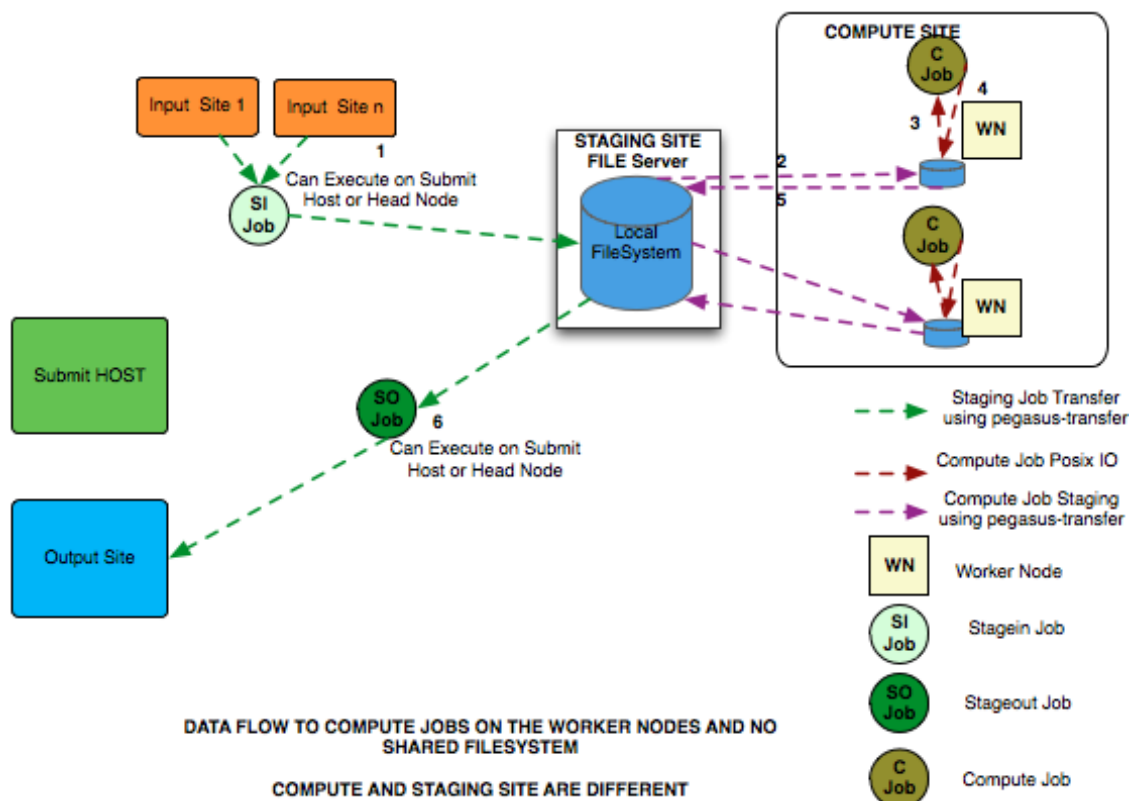 COMPUTE SITE
C
Job
4
3
WN
Input  Site 1
Input  Site n
1
Can Execute on Submit
Host or Head Node
SI
Job
STAGING SITE
FILE Server
Local
FileSystem
2
5
C
Job
WN
Submit HOST
SO
Job
6
Can Execute on Submit
Host or Head Node
Output Site
Staging Job Transfer
using pegasus-transfer
Compute Job Posix IO
Compute Job Staging
using pegasus-transfer
WN
Worker Node
SI
Job
Stagein Job
SO
Job
Stageout Job
C
Job
Compute Job
DATA FLOW TO COMPUTE JOBS ON THE WORKER NODES AND NO
SHARED FILESYSTEM
COMPUTE AND STAGING SITE ARE DIFFERENT